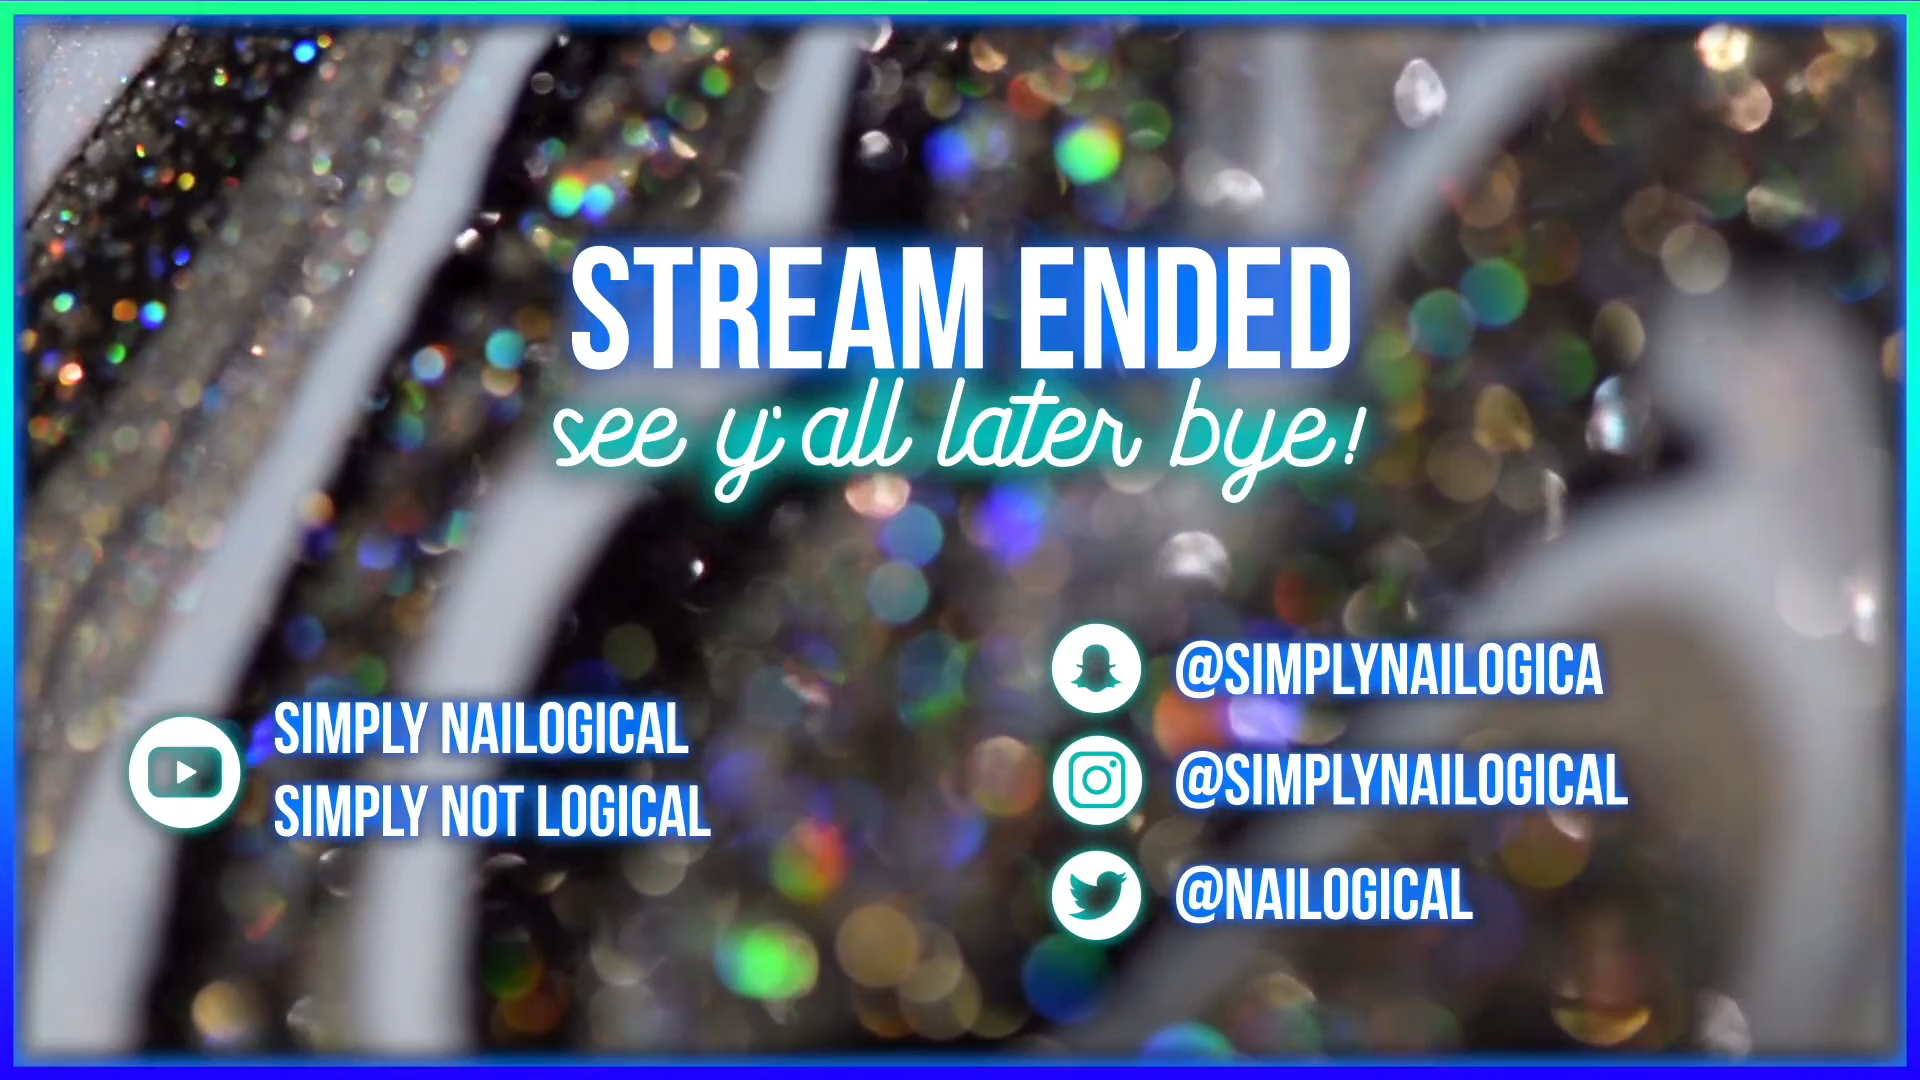 STREAM ENDED
see y'all later bye!
SIMPLY NAILOGICAL
SIMPLY NOT LOGICAL
@SIMPLYNAILOGICA
@SIMPLYNAILOGICAL
@NAILOGICAL